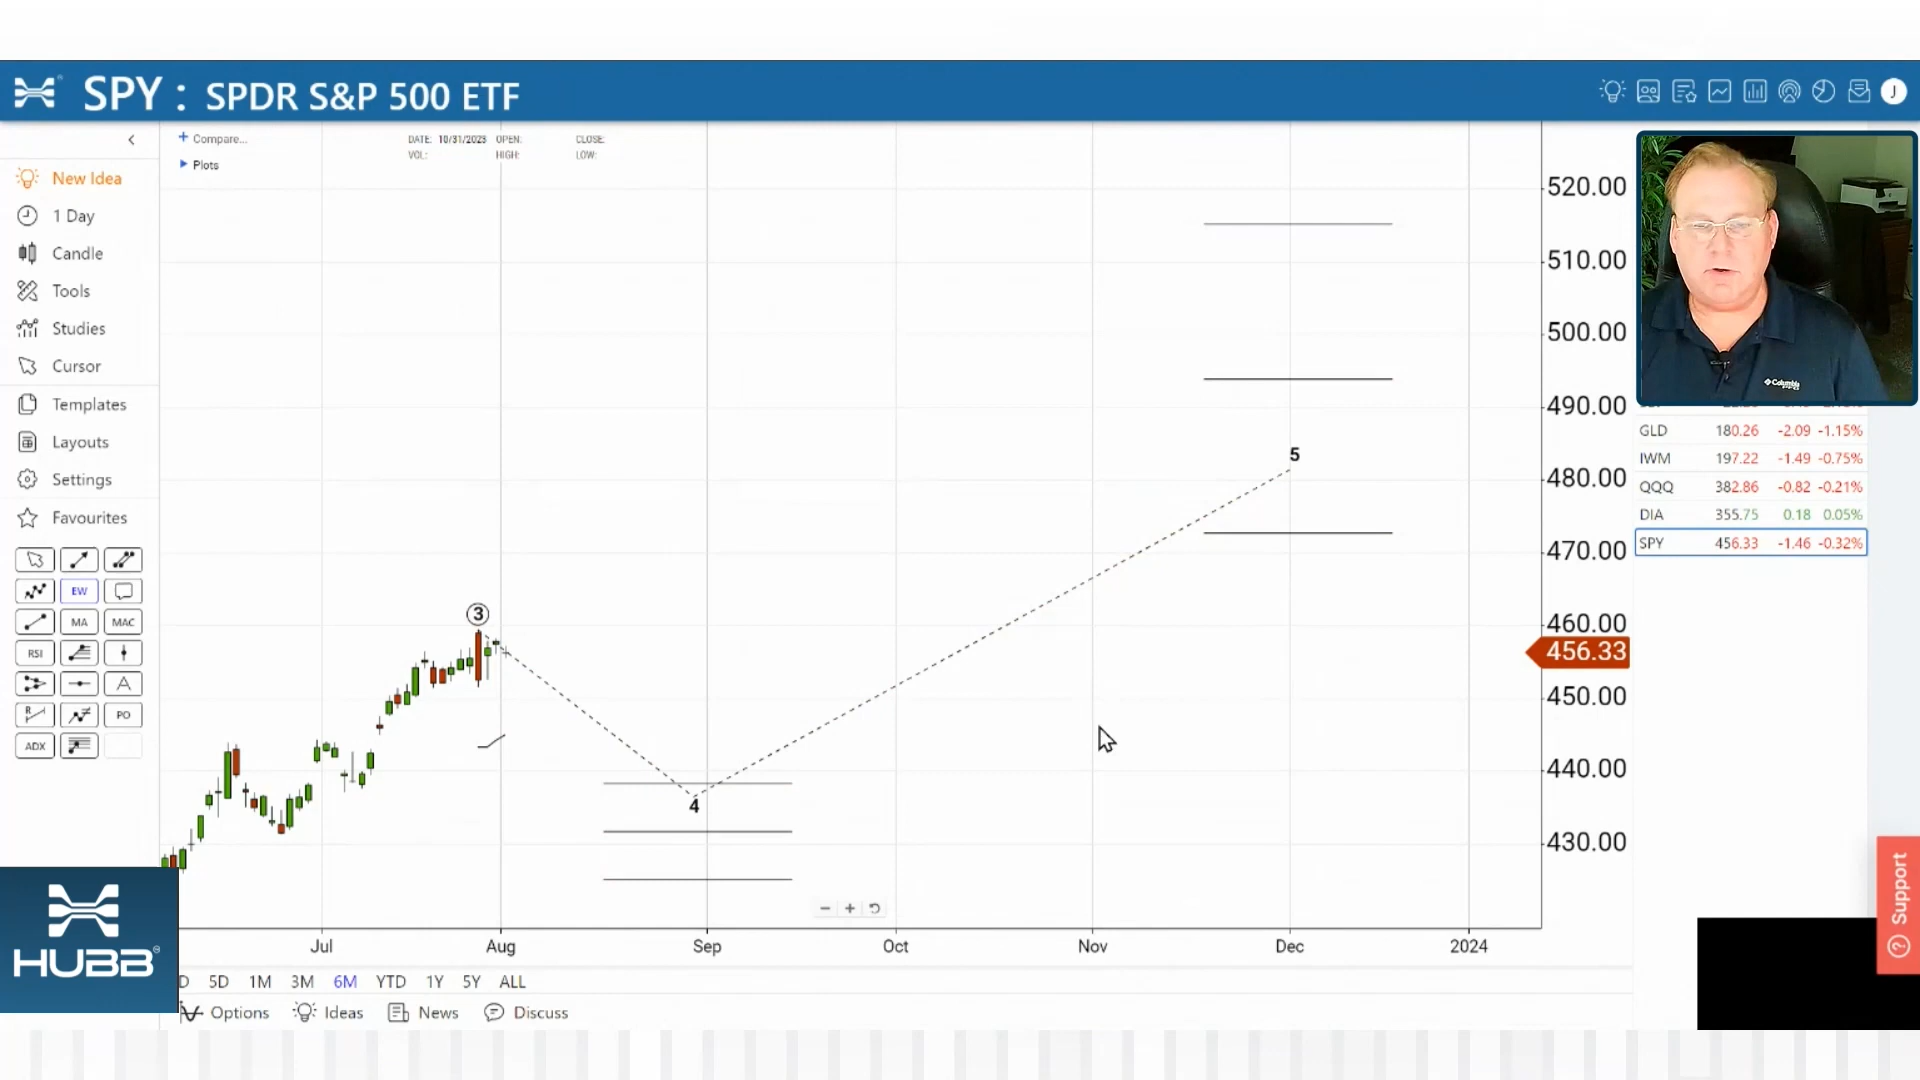 SPY : SPDR S&P 500 ETF
J
Compare...
DATE: 10/31/2023 OPEN: CLOSE:
VOL: HIGH: LOW:
Plots
New Idea
1 Day
Candle
Tools
Studies
Cursor
Templates
Layouts
Settings
Favourites
EW
MA
MAC
RSI
A
R
PO
ADX
HUBB
520.00
510.00
500.00
490.00
480.00
470.00
460.00
456.33
450.00
440.00
430.00
3
4
5
Columbia
GLD 180.26 -2.09 -1.15%
IWM 197.22 -1.49 -0.75%
QQQ 382.86 -0.82 -0.21%
DIA 355.75 0.18 0.05%
SPY 456.33 -1.46 -0.32%
Support
Jul Aug Sep Oct Nov Dec 2024
D 5D 1M 3M 6M YTD 1Y 5Y ALL
Options Ideas News Discuss